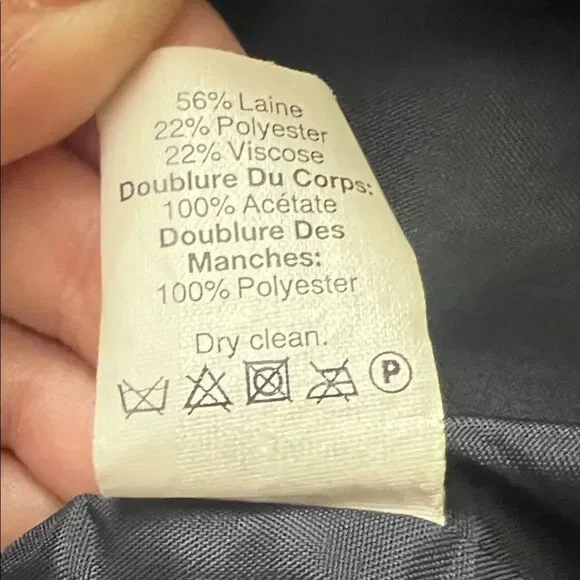 56% Laine
22% Polyester
22% Viscose
Doublure Du Corps:
100% Acétate
Doublure Des
Manches:
100% Polyester
Dry clean.
P